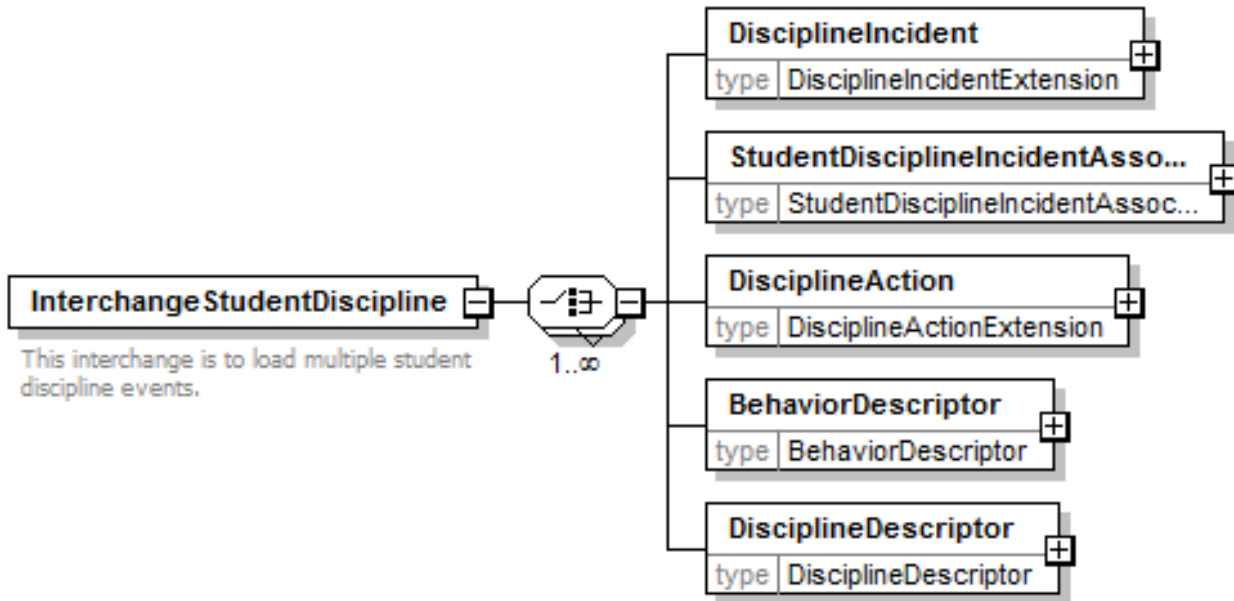 DisciplineIncident
type DisciplineIncidentExtension
StudentDisciplineIncidentAsso...
type StudentDisciplineIncidentAssoc...
InterchangeStudentDiscipline
This interchange is to load multiple student
discipline events.
1..∞
DisciplineAction
type DisciplineActionExtension
BehaviorDescriptor
type BehaviorDescriptor
DisciplineDescriptor
type DisciplineDescriptor